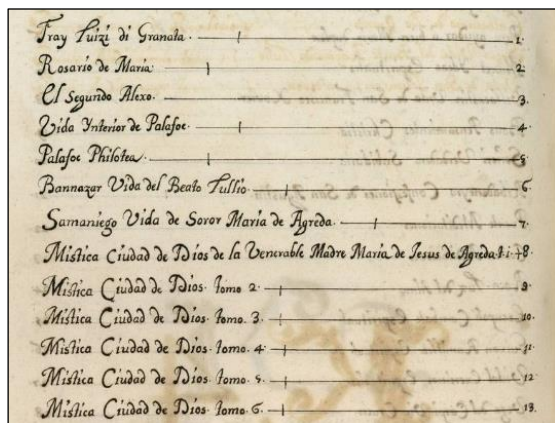 Fray Luizi di Granata. 1.
Rosario de Maria 2
El Segundo Alexo. 3.
Vida Interior de Palafoc. 4
Palafoc Philotea. 5
Bannazar Vida del Beato Tullio 6
Samaniego Vida de Soror Maria de Agreda. 7
Mistica Ciudad de Dios de la Venerable Madre Maria de Jesus de Agreda. t. i. 8
Mistica Ciudad de Dios. tomo 2. 9
Mistica Ciudad de Dios. tomo. 3. 10.
Mistica Ciudad de Dios. tomo. 4. 11
Mistica Ciudad de Dios. tomo. 5. 12
Mistica Ciudad de Dios. tomo. 6. 13.